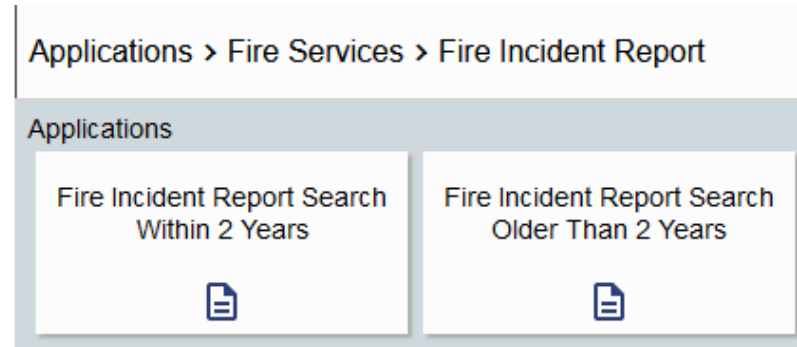 Applications > Fire Services > Fire Incident Report
Applications
Fire Incident Report Search
Within 2 Years
Fire Incident Report Search
Older Than 2 Years